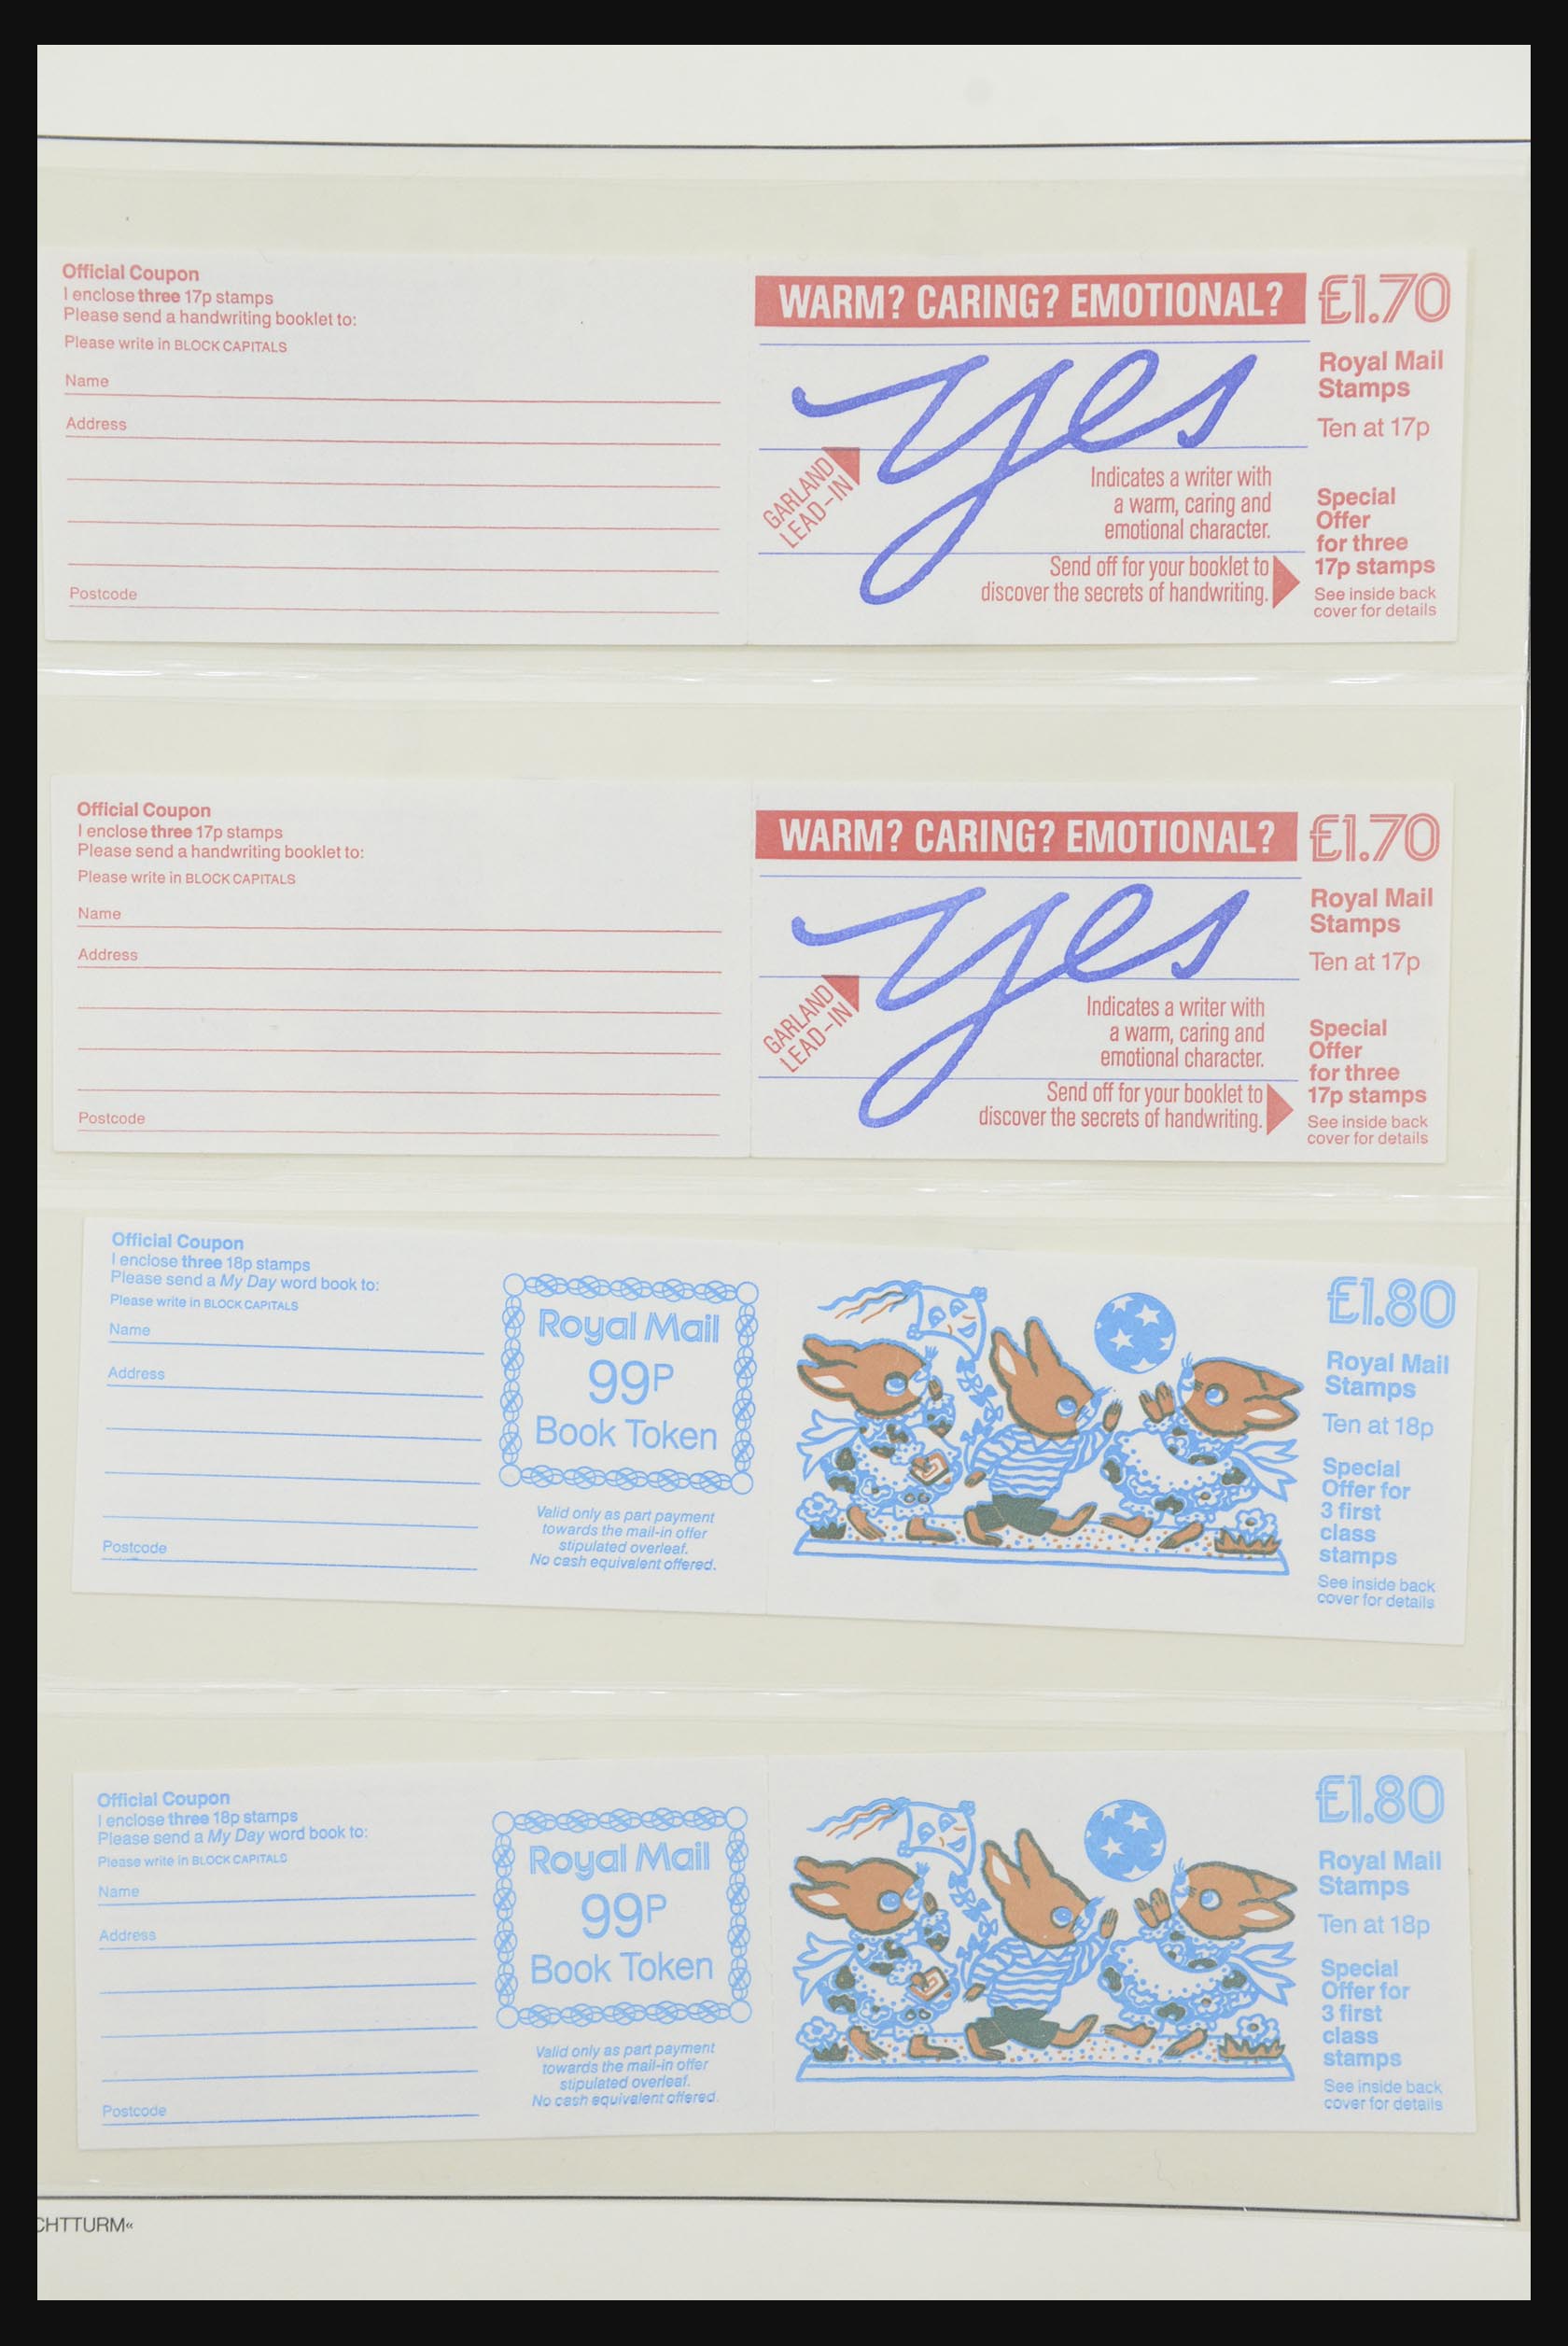 Official Coupon
I enclose three 17p stamps
Please send a handwriting booklet to:
Please write in BLOCK CAPITALS
Name
Address
Postcode
WARM? CARING? EMOTIONAL?
yes
GARLAND
LEAD-IN
Indicates a writer with
a warm, caring and
emotional character.
Send off for your booklet to
discover the secrets of handwriting.
£1.70
Royal Mail
Stamps
Ten at 17p
Special
Offer
for three
17p stamps
See inside back
cover for details
Official Coupon
I enclose three 17p stamps
Please send a handwriting booklet to:
Please write in BLOCK CAPITALS
Name
Address
Postcode
WARM? CARING? EMOTIONAL?
yes
GARLAND
LEAD-IN
Indicates a writer with
a warm, caring and
emotional character.
Send off for your booklet to
discover the secrets of handwriting.
£1.70
Royal Mail
Stamps
Ten at 17p
Special
Offer
for three
17p stamps
See inside back
cover for details
Official Coupon
I enclose three 18p stamps
Please send a My Day word book to:
Please write in BLOCK CAPITALS
Name
Address
Postcode
Royal Mail
99P
Book Token
Valid only as part payment
towards the mail-in offer
stipulated overleaf.
No cash equivalent offered.
£1.80
Royal Mail
Stamps
Ten at 18p
Special
Offer for
3 first
class
stamps
See inside back
cover for details
Official Coupon
I enclose three 18p stamps
Please send a My Day word book to:
Please write in BLOCK CAPITALS
Name
Address
Postcode
Royal Mail
99P
Book Token
Valid only as part payment
towards the mail-in offer
stipulated overleaf.
No cash equivalent offered.
£1.80
Royal Mail
Stamps
Ten at 18p
Special
Offer for
3 first
class
stamps
See inside back
cover for details
CHTTURM«